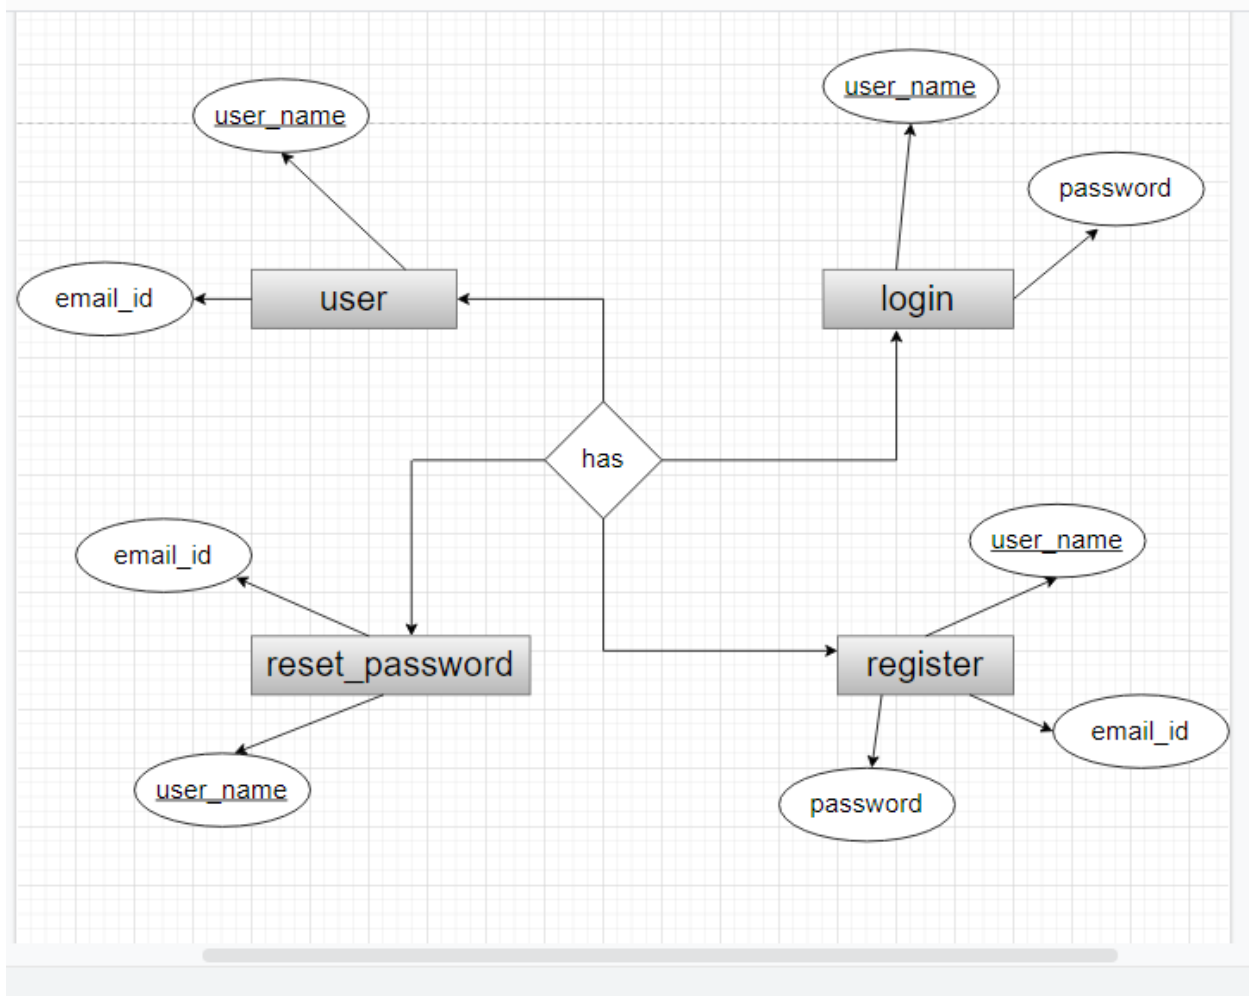 user_name
user_name
password
email_id
user
login
has
email_id
user_name
reset_password
register
email_id
user_name
password